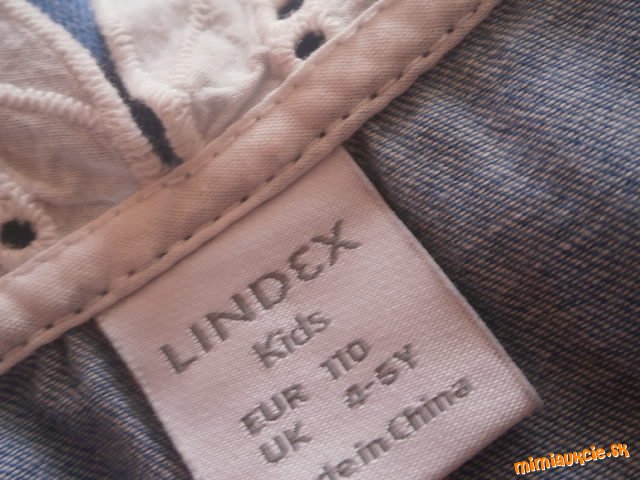 LINDEX
Kids
EUR 110
UK 4-5Y
de in China
mimiaukcie.sk